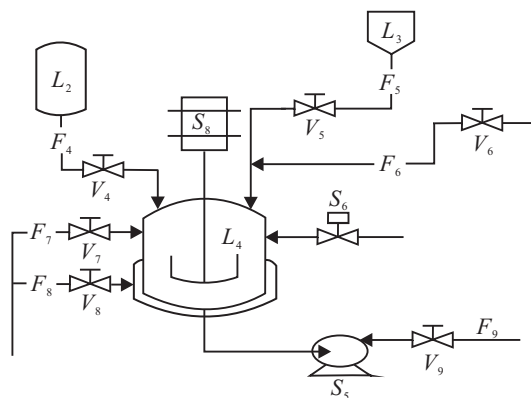 L₃
L₂
F₅
S₈
V₅
F₄
V₆
F₆
V₄
S₆
F₇
L₄
V₇
F₈
V₈
F₉
V₉
S₅